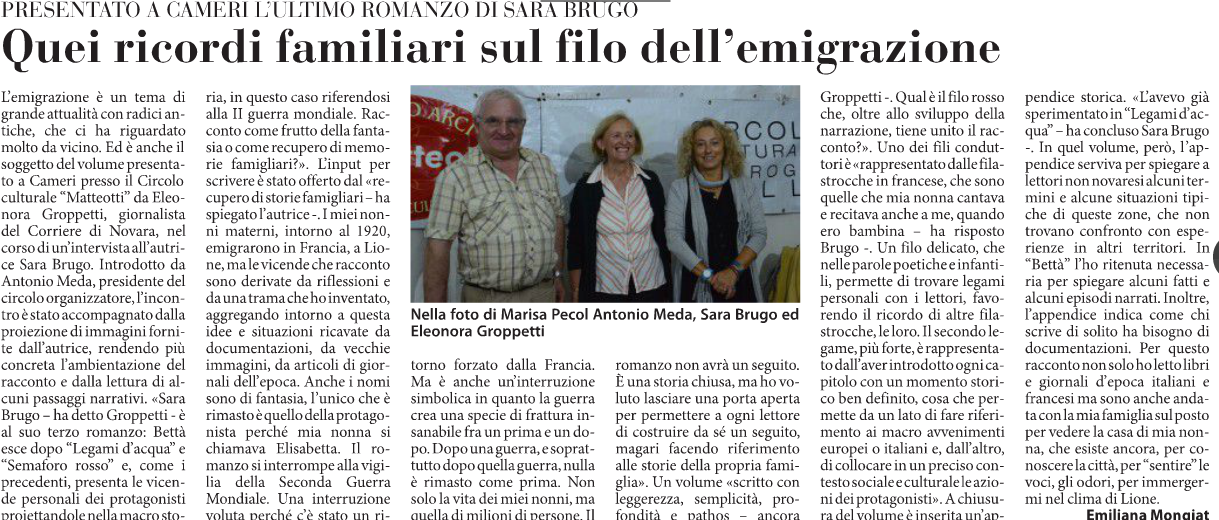 PRESENTATO A CAMERI L'ULTIMO ROMANZO DI SARA BRUGO
Quei ricordi familiari sul filo dell'emigrazione
L'emigrazione è un tema di
grande attualità con radici an-
tiche, che ci ha riguardato
molto da vicino. Ed è anche il
soggetto del volume presenta-
to a Cameri presso il Circolo
culturale "Matteotti" da Eleo-
nora Groppetti, giornalista
del Corriere di Novara, nel
corso di un'intervista all'autri-
ce Sara Brugo. Introdotto da
Antonio Meda, presidente del
circolo organizzatore, l'incon-
tro è stato accompagnato dalla
proiezione di immagini forni-
te dall'autrice, rendendo più
concreta l'ambientazione del
racconto e dalla lettura di al-
cuni passaggi narrativi. «Sara
Brugo – ha detto Groppetti - è
al suo terzo romanzo: Bettà
esce dopo "Legami d'acqua" e
"Semaforo rosso" e, come i
precedenti, presenta le vicen-
de personali dei protagonisti
proiettandole nella macro sto-
ria, in questo caso riferendosi
alla II guerra mondiale. Rac-
conto come frutto della fanta-
sia o come recupero di memo-
rie famigliari?». L'input per
scrivere è stato offerto dal «re-
cupero di storie famigliari – ha
spiegato l'autrice -. I miei non-
ni materni, intorno al 1920,
emigrarono in Francia, a Lio-
ne, ma le vicende che racconto
sono derivate da riflessioni e
da una trama che ho inventato,
aggregando intorno a questa
idee e situazioni ricavate da
documentazioni, da vecchie
immagini, da articoli di gior-
nali dell'epoca. Anche i nomi
sono di fantasia, l'unico che è
rimasto è quello della protago-
nista perché mia nonna si
chiamava Elisabetta. Il ro-
manzo si interrompe alla vigi-
lia della Seconda Guerra
Mondiale. Una interruzione
voluta perché c'è stato un ri-
O ARCI
tteo
RCOL
TURA
ROG
LL
Nella foto di Marisa Pecol Antonio Meda, Sara Brugo ed
Eleonora Groppetti
torno forzato dalla Francia.
Ma è anche un'interruzione
simbolica in quanto la guerra
crea una specie di frattura in-
sanabile fra un prima e un do-
po. Dopo una guerra, e soprat-
tutto dopo quella guerra, nulla
è rimasto come prima. Non
solo la vita dei miei nonni, ma
quella di milioni di persone. Il
romanzo non avrà un seguito.
È una storia chiusa, ma ho vo-
luto lasciare una porta aperta
per permettere a ogni lettore
di costruire da sé un seguito,
magari facendo riferimento
alle storie della propria fami-
glia». Un volume «scritto con
leggerezza, semplicità, pro-
fondità e pathos – ancora
Groppetti -. Qual è il filo rosso
che, oltre allo sviluppo della
narrazione, tiene unito il rac-
conto?». Uno dei fili condut-
tori è «rappresentato dalle fila-
strocche in francese, che sono
quelle che mia nonna cantava
e recitava anche a me, quando
ero bambina – ha risposto
Brugo -. Un filo delicato, che
nelle parole poetiche e infanti-
li, permette di trovare legami
personali con i lettori, favo-
rendo il ricordo di altre fila-
strocche, le loro. Il secondo le-
game, più forte, è rappresenta-
to dall'aver introdotto ogni ca-
pitolo con un momento stori-
co ben definito, cosa che per-
mette da un lato di fare riferi-
mento ai macro avvenimenti
europei o italiani e, dall'altro,
di collocare in un preciso con-
testo sociale e culturale le azio-
ni dei protagonisti». A chiusu-
ra del volume è inserita un'ap-
pendice storica. «L'avevo già
sperimentato in "Legami d'ac-
qua" – ha concluso Sara Brugo
-. In quel volume, però, l'ap-
pendice serviva per spiegare a
lettori non novaresi alcuni ter-
mini e alcune situazioni tipi-
che di queste zone, che non
trovano confronto con espe-
rienze in altri territori. In
"Bettà" l'ho ritenuta necessa-
ria per spiegare alcuni fatti e
alcuni episodi narrati. Inoltre,
l'appendice indica come chi
scrive di solito ha bisogno di
documentazioni. Per questo
racconto non solo ho letto libri
e giornali d'epoca italiani e
francesi ma sono anche anda-
ta con la mia famiglia sul posto
per vedere la casa di mia non-
na, che esiste ancora, per co-
noscere la città, per "sentire" le
voci, gli odori, per immerger-
mi nel clima di Lione.
Emiliana Mongiat